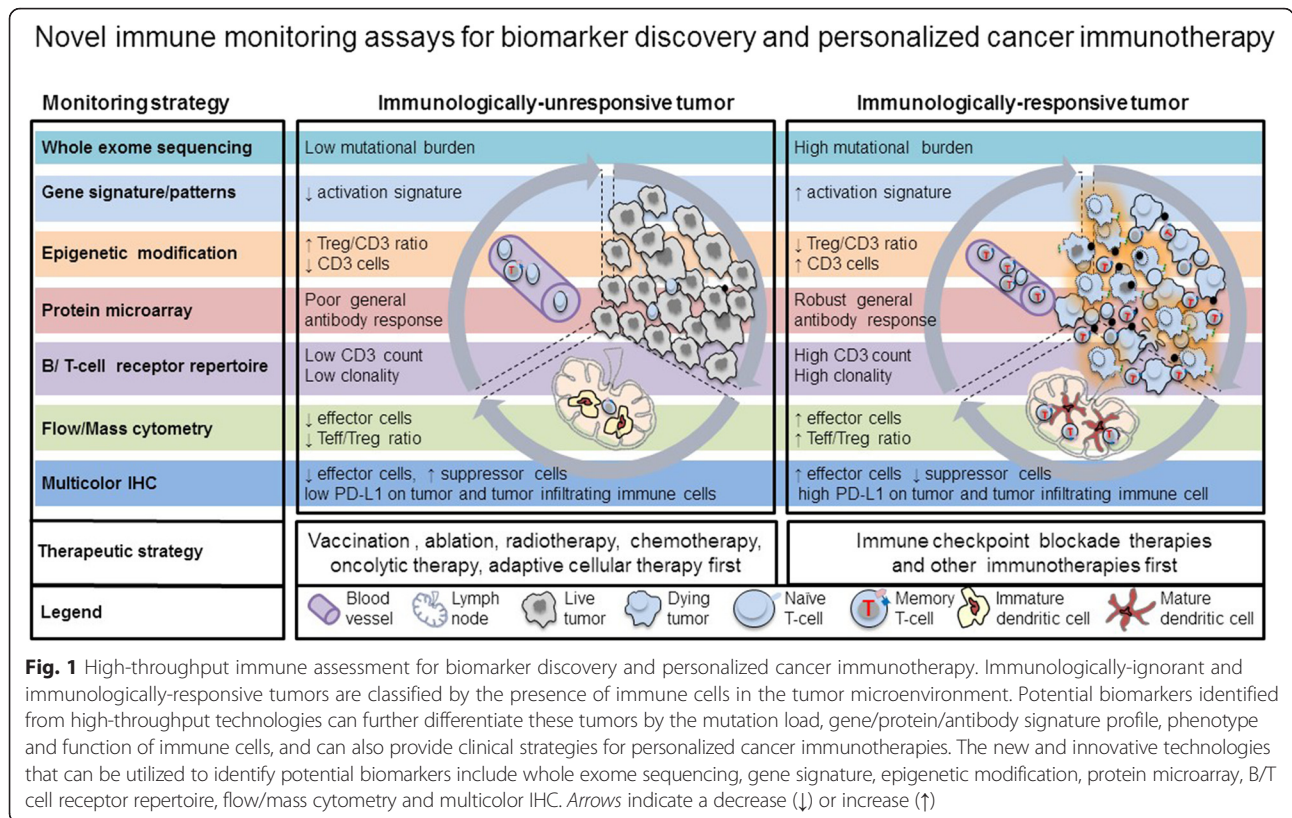 Novel immune monitoring assays for biomarker discovery and personalized cancer immunotherapy
Monitoring strategy
Immunologically-unresponsive tumor
Immunologically-responsive tumor
Whole exome sequencing
Low mutational burden
High mutational burden
Gene signature/patterns
↓ activation signature
↑ activation signature
Epigenetic modification
↑ Treg/CD3 ratio
↓ CD3 cells
↓ Treg/CD3 ratio
↑ CD3 cells
Protein microarray
Poor general
antibody response
Robust general
antibody response
B/ T-cell receptor repertoire
Low CD3 count
Low clonality
High CD3 count
High clonality
Flow/Mass cytometry
↓ effector cells
↓ Teff/Treg ratio
↑ effector cells
↑ Teff/Treg ratio
Multicolor IHC
↓ effector cells, ↑ suppressor cells
low PD-L1 on tumor and tumor infiltrating immune cells
↑ effector cells ↓ suppressor cells
high PD-L1 on tumor and tumor infiltrating immune cell
Therapeutic strategy
Vaccination , ablation, radiotherapy, chemotherapy,
oncolytic therapy, adaptive cellular therapy first
Immune checkpoint blockade therapies
and other immunotherapies first
Legend
Blood
vessel
Lymph
node
Live
tumor
Dying
tumor
Naïve
T-cell
T
Memory
T-cell
Immature
dendritic cell
Mature
dendritic cell
Fig. 1 High-throughput immune assessment for biomarker discovery and personalized cancer immunotherapy. Immunologically-ignorant and
immunologically-responsive tumors are classified by the presence of immune cells in the tumor microenvironment. Potential biomarkers identified
from high-throughput technologies can further differentiate these tumors by the mutation load, gene/protein/antibody signature profile, phenotype
and function of immune cells, and can also provide clinical strategies for personalized cancer immunotherapies. The new and innovative technologies
that can be utilized to identify potential biomarkers include whole exome sequencing, gene signature, epigenetic modification, protein microarray, B/T
cell receptor repertoire, flow/mass cytometry and multicolor IHC. Arrows indicate a decrease (↓) or increase (↑)